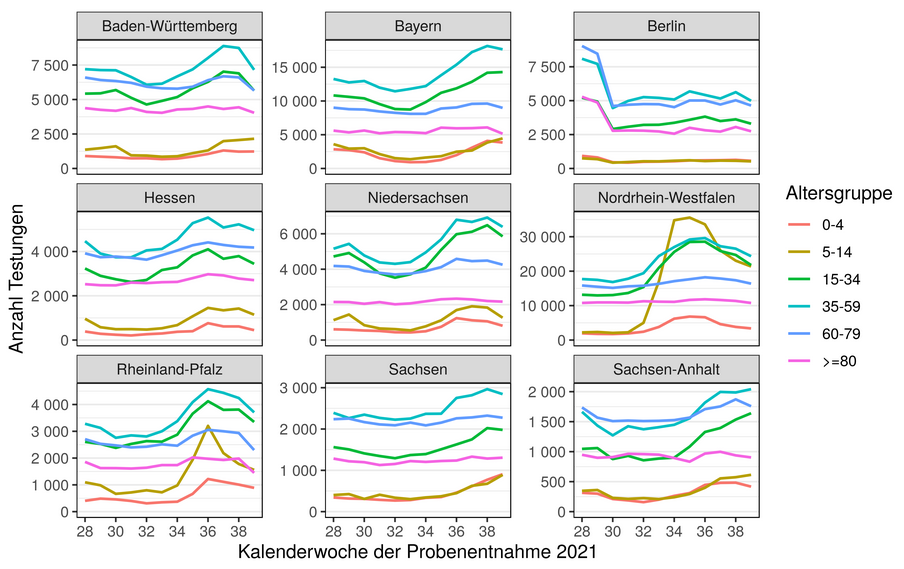 Baden-Württemberg
Bayern
Berlin
7 500
5 000
2 500
0
15 000
10 000
5 000
0
7 500
5 000
2 500
0
Hessen
Niedersachsen
Nordrhein-Westfalen
4 000
2 000
0
6 000
4 000
2 000
0
30 000
20 000
10 000
0
Rheinland-Pfalz
Sachsen
Sachsen-Anhalt
4 000
3 000
2 000
1 000
0
3 000
2 000
1 000
0
2 000
1 500
1 000
500
0
28 30 32 34 36 38
28 30 32 34 36 38
28 30 32 34 36 38
Kalenderwoche der Probenentnahme 2021
Anzahl Testungen
Altersgruppe
0-4
5-14
15-34
35-59
60-79
>=80